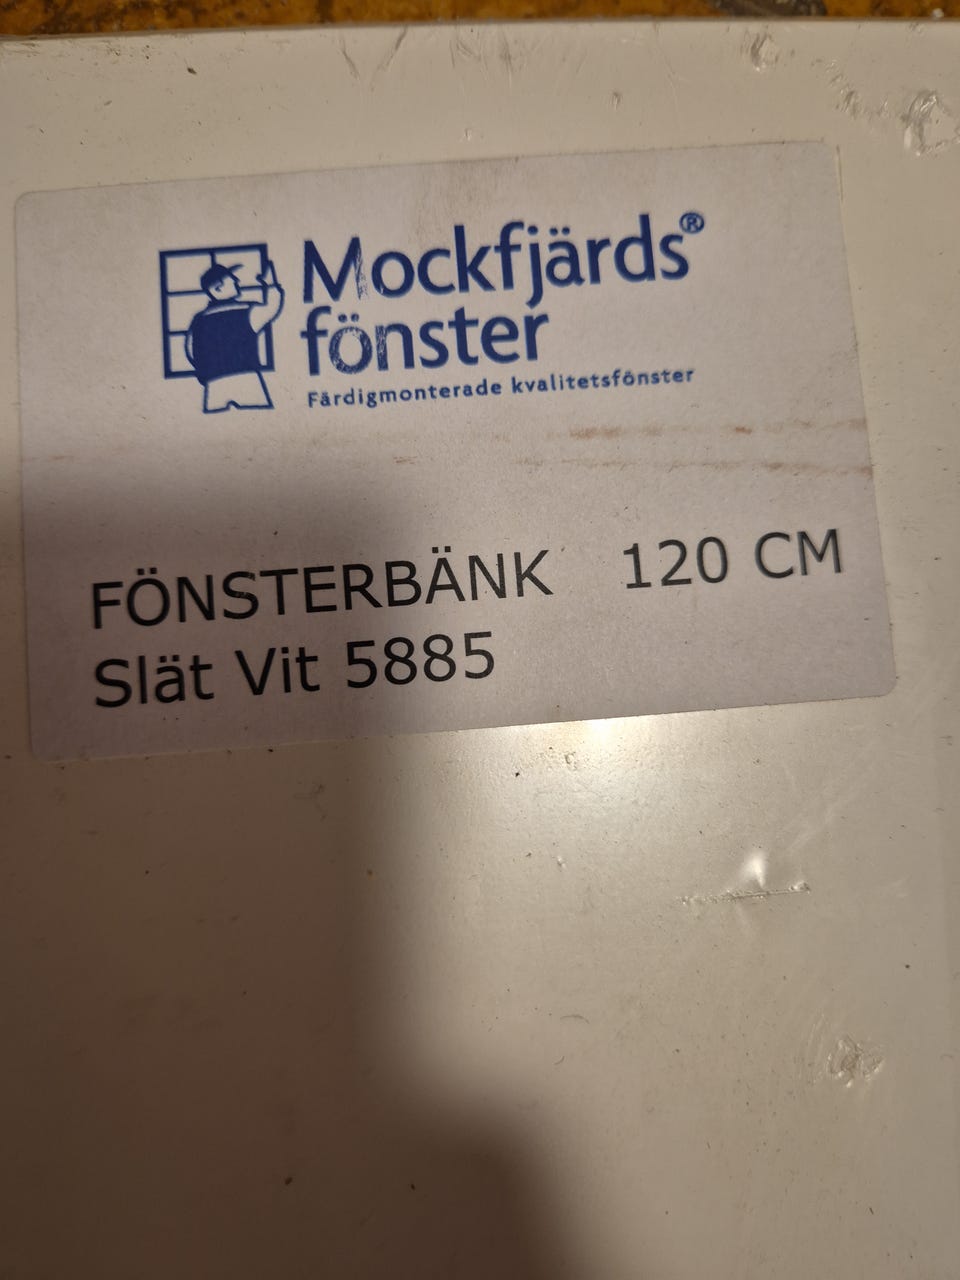 Mockfjärds®
fönster
Färdigmonterade kvalitetsfönster
FÖNSTERBÄNK 120 CM
Slät Vit 5885